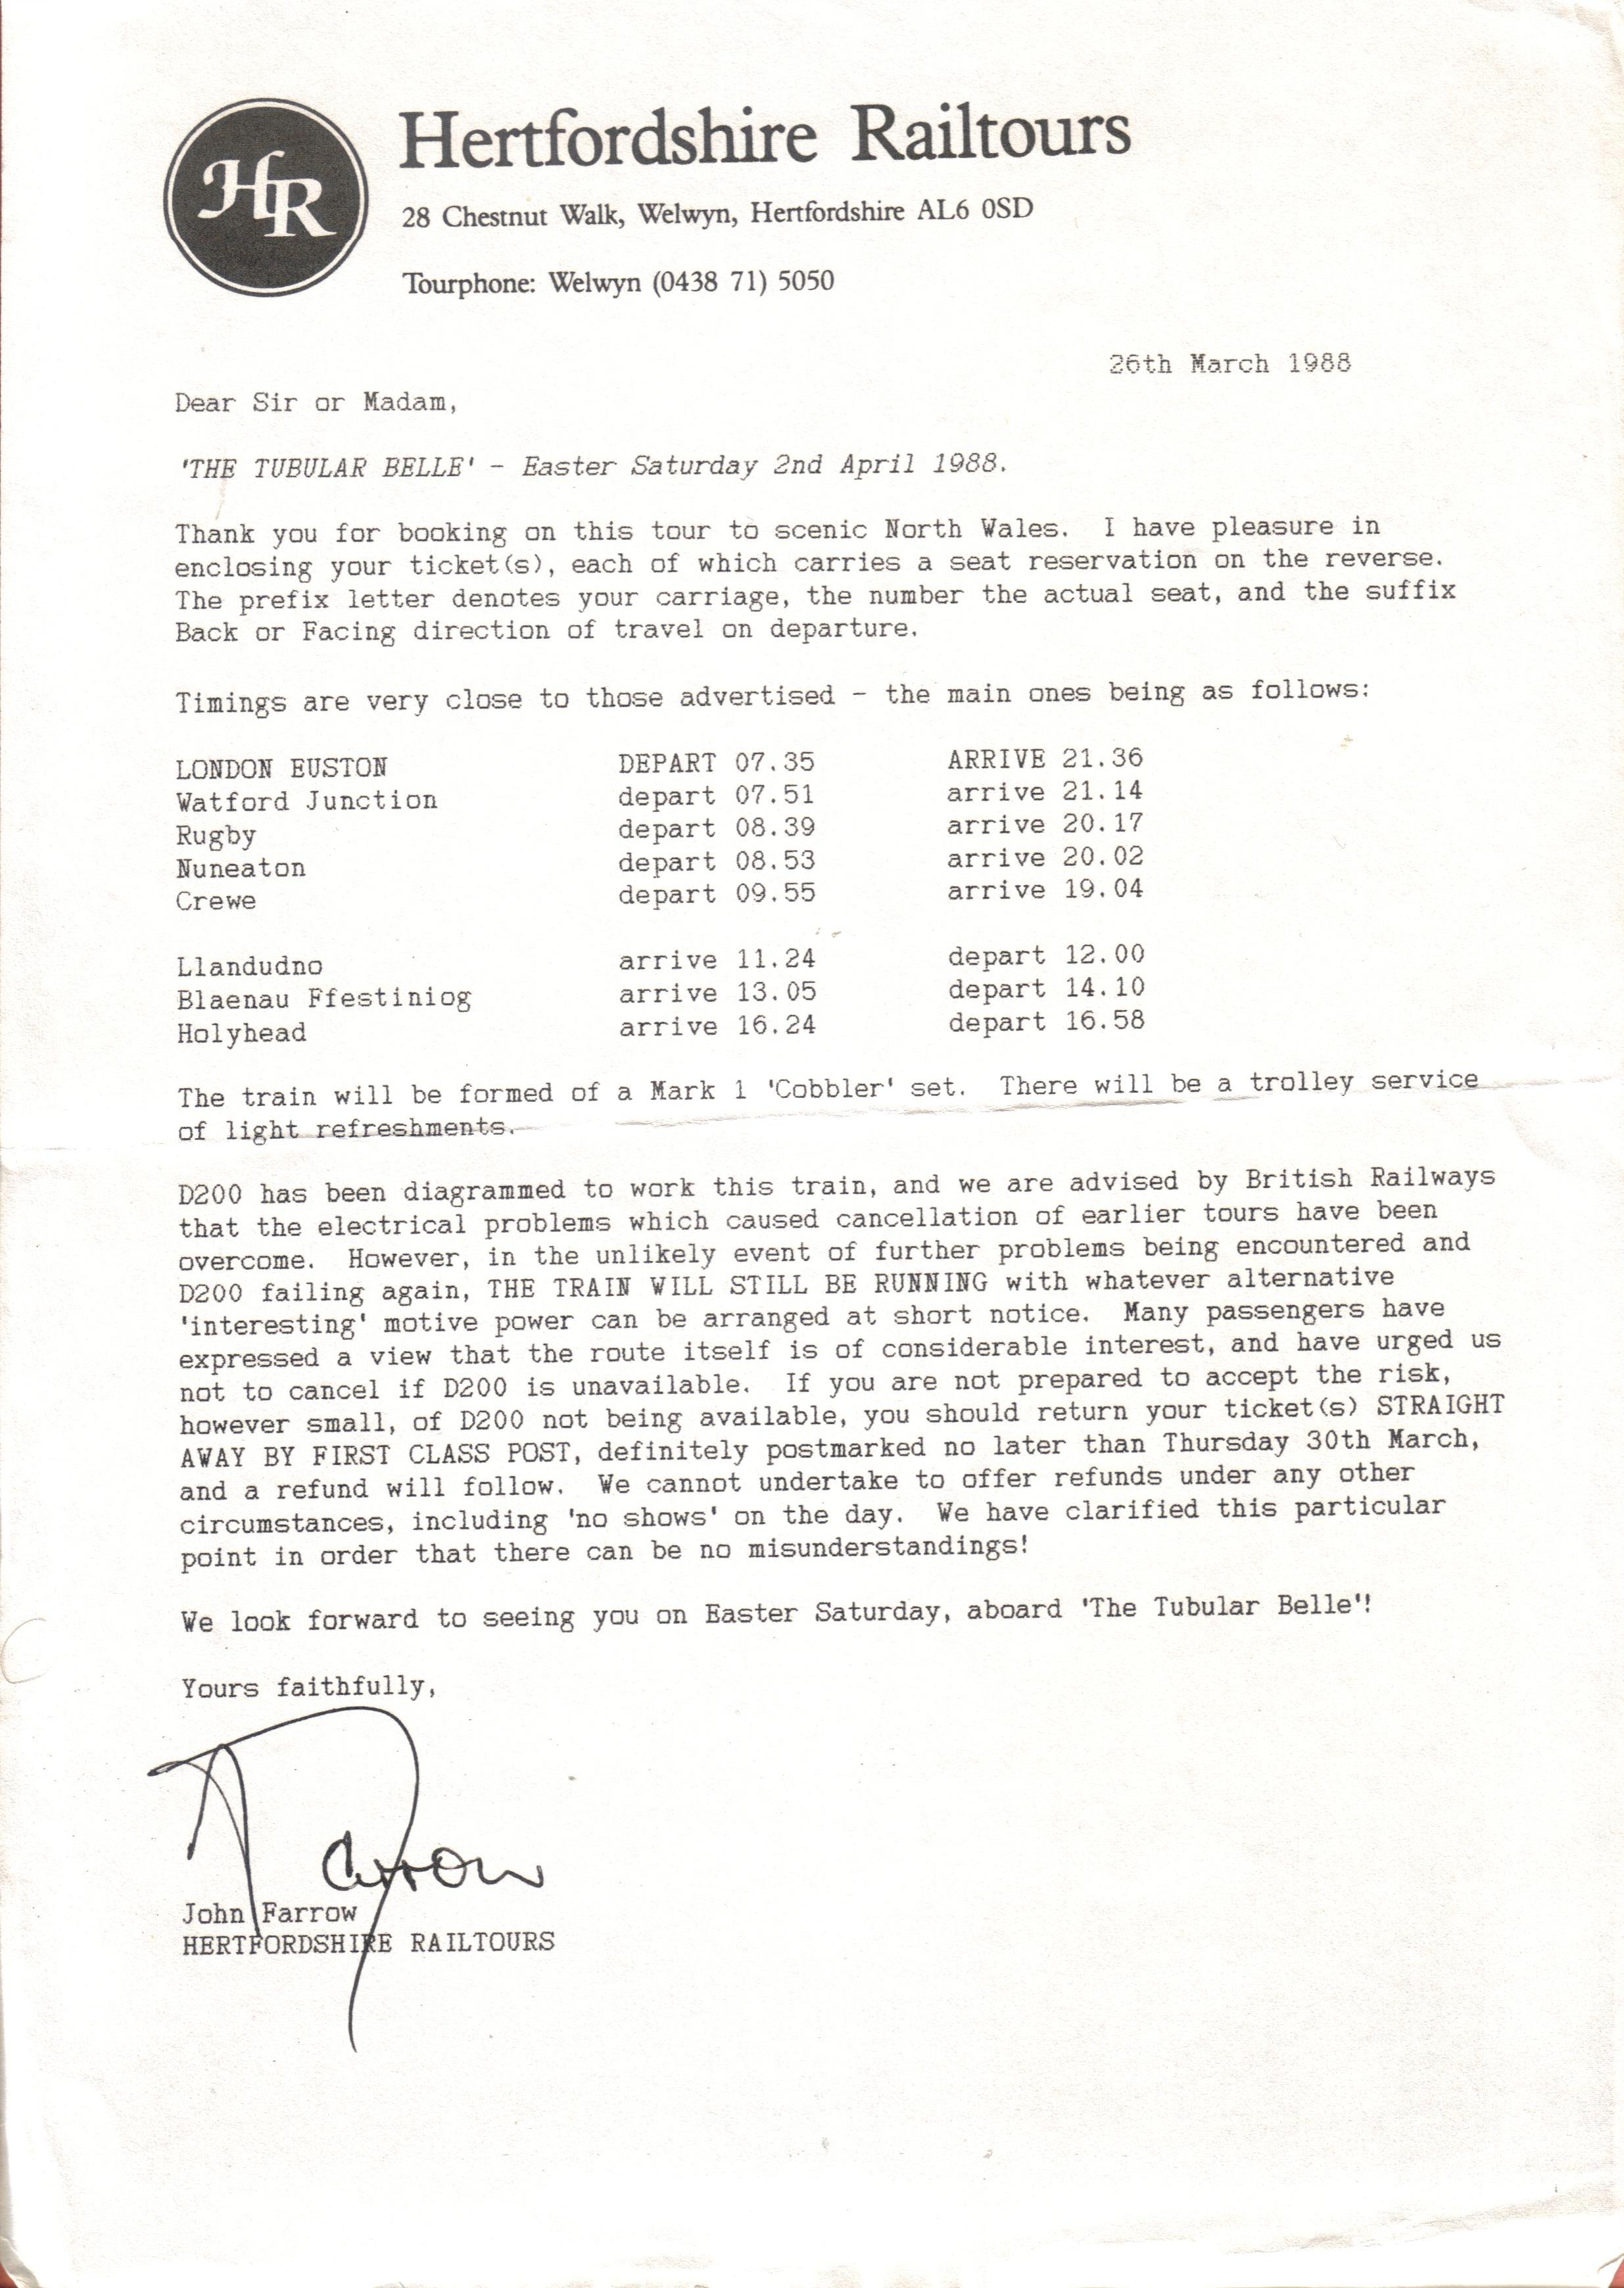 HR
Hertfordshire Railtours
28 Chestnut Walk, Welwyn, Hertfordshire AL6 0SD
Tourphone: Welwyn (0438 71) 5050
26th March 1988
Dear Sir or Madam,
'THE TUBULAR BELLE' - Easter Saturday 2nd April 1988.
Thank you for booking on this tour to scenic North Wales. I have pleasure in
enclosing your ticket(s), each of which carries a seat reservation on the reverse.
The prefix letter denotes your carriage, the number the actual seat, and the suffix
Back or Facing direction of travel on departure.
Timings are very close to those advertised - the main ones being as follows:
LONDON EUSTON DEPART 07.35 ARRIVE 21.36
Watford Junction depart 07.51 arrive 21.14
Rugby depart 08.39 arrive 20.17
Nuneaton depart 08.53 arrive 20.02
Crewe depart 09.55 arrive 19.04
Llandudno arrive 11.24 depart 12.00
Blaenau Ffestiniog arrive 13.05 depart 14.10
Holyhead arrive 16.24 depart 16.58
The train will be formed of a Mark 1 'Cobbler' set. There will be a trolley service
of light refreshments.
D200 has been diagrammed to work this train, and we are advised by British Railways
that the electrical problems which caused cancellation of earlier tours have been
overcome. However, in the unlikely event of further problems being encountered and
D200 failing again, THE TRAIN WILL STILL BE RUNNING with whatever alternative
'interesting' motive power can be arranged at short notice. Many passengers have
expressed a view that the route itself is of considerable interest, and have urged us
not to cancel if D200 is unavailable. If you are not prepared to accept the risk,
however small, of D200 not being available, you should return your ticket(s) STRAIGHT
AWAY BY FIRST CLASS POST, definitely postmarked no later than Thursday 30th March,
and a refund will follow. We cannot undertake to offer refunds under any other
circumstances, including 'no shows' on the day. We have clarified this particular
point in order that there can be no misunderstandings!
We look forward to seeing you on Easter Saturday, aboard 'The Tubular Belle'!
Yours faithfully,
John Farrow
HERTFORDSHIRE RAILTOURS